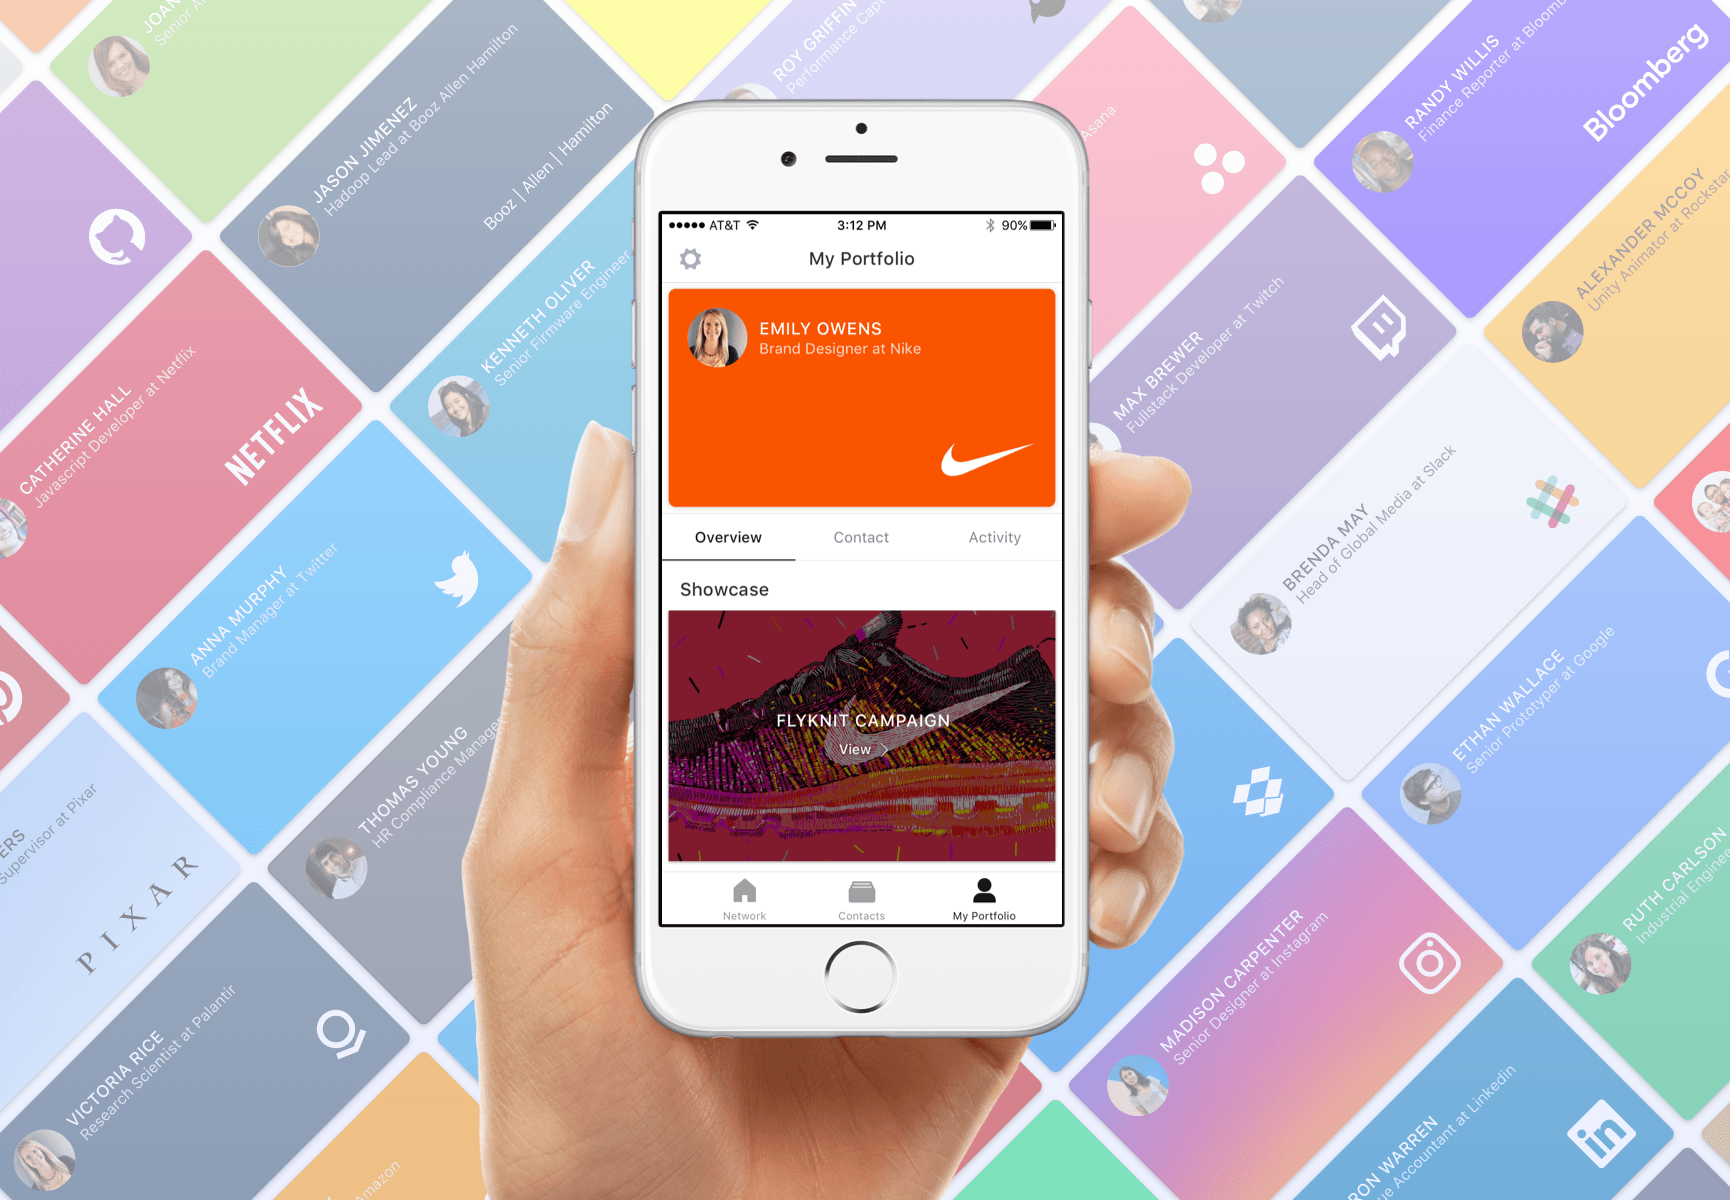 JOAN
Senior A
JASON JIMENEZ
Hadoop Lead at Booz Allen Hamilton
Booz | Allen | Hamilton
ROY GRIFFIN
Performance Capt
Asana
RANDY WILLIS
Finance Reporter at Bloomb
Bloomberg
ALEXANDER MCCOY
Unity Animator at Rockstar
KENNETH OLIVER
Senior Firmware Engineer
CATHERINE HALL
Javascript Developer at Netflix
NETFLIX
AT&T
3:12 PM
90%
My Portfolio
EMILY OWENS
Brand Designer at Nike
Overview
Contact
Activity
Showcase
FLYKNIT CAMPAIGN
View
Network
Contacts
My Portfolio
MAX BREWER
Fullstack Developer at Twitch
BRENDA MAY
Head of Global Media at Slack
ANNA MURPHY
Brand Manager at Twitter
THOMAS YOUNG
HR Compliance Manager
ETHAN WALLACE
Senior Prototyper at Google
ERS
Supervisor at Pixar
PIXAR
RUTH CARLSON
Industrial Enginee
MADISON CARPENTER
Senior Designer at Instagram
VICTORIA RICE
Research Scientist at Palantir
RON WARREN
ue Accountant at Linkedin
in
Amazon